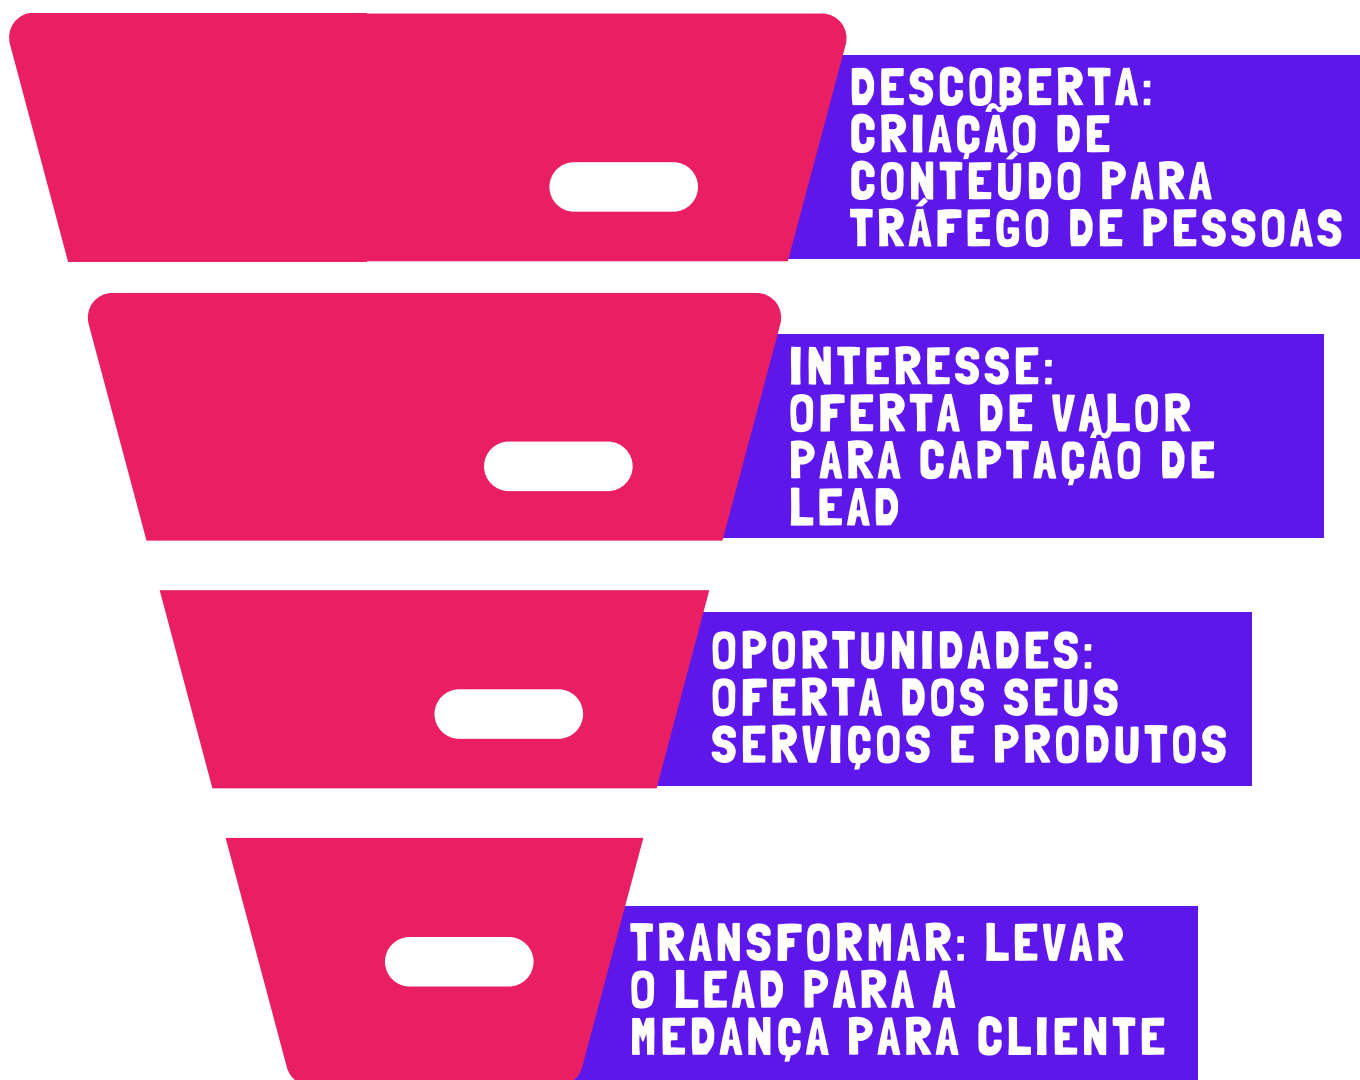 DESCOBERTA:
CRIAÇÃO DE
CONTEÚDO PARA
TRÁFEGO DE PESSOAS
INTERESSE:
OFERTA DE VALOR
PARA CAPTAÇÃO DE
LEAD
OPORTUNIDADES:
OFERTA DOS SEUS
SERVIÇOS E PRODUTOS
TRANSFORMAR: LEVAR
O LEAD PARA A
MEDANÇA PARA CLIENTE